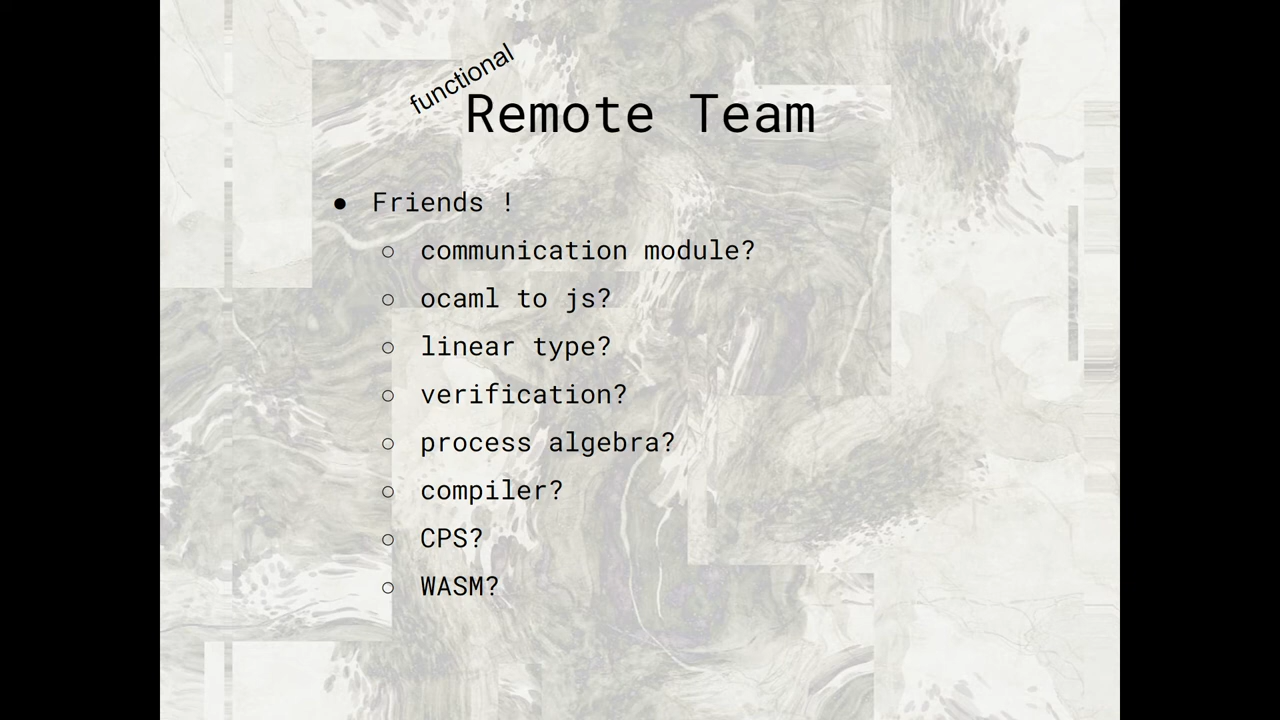 functional
Remote Team
● Friends !
○ communication module?
○ ocaml to js?
○ linear type?
○ verification?
○ process algebra?
○ compiler?
○ CPS?
○ WASM?